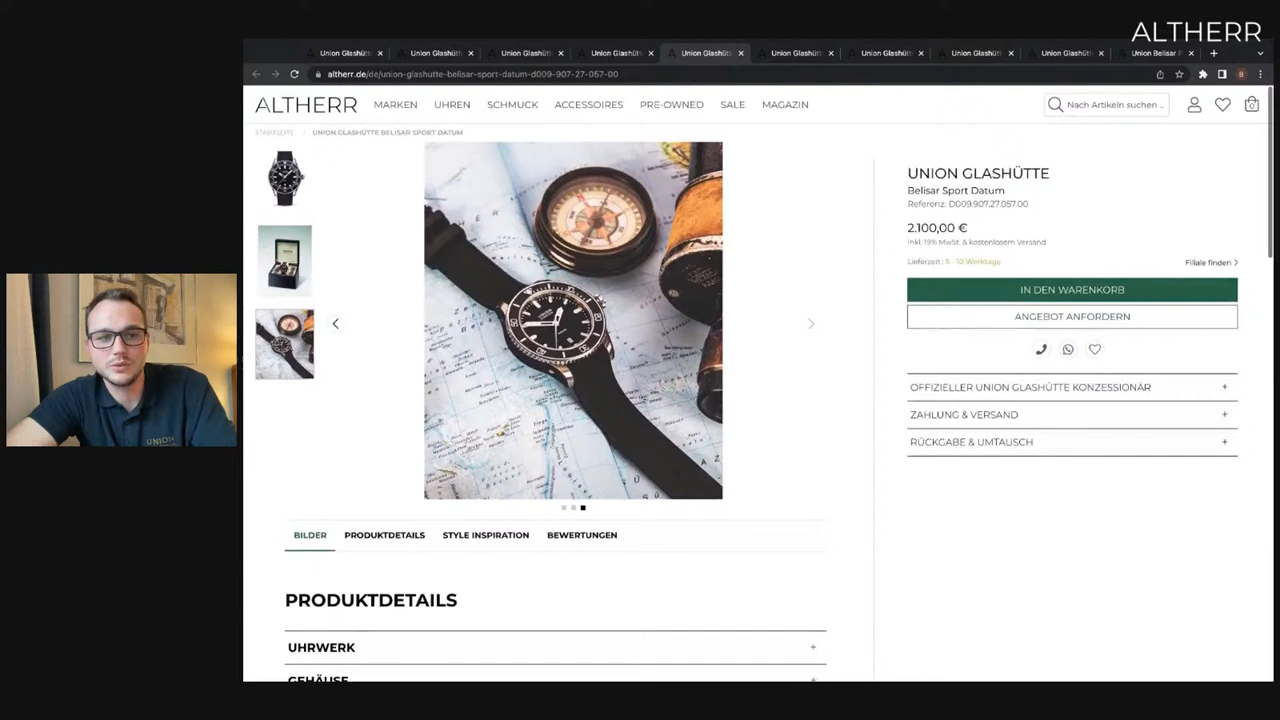 ALTHERR
Union Glashütt
Union Glashütt
Union Glashütt
Union Glashütt
Union Glashütt
Union Glashütt
Union Glashütt
Union Glashütt
Union Glashütt
Union Belisar P
altherr.de/de/union-glashutte-belisar-sport-datum-d009-907-27-057-00
ALTHERR
MARKEN
UHREN
SCHMUCK
ACCESSOIRES
PRE-OWNED
SALE
MAGAZIN
Nach Artikeln suchen ...
0
STARTSEITE / UNION GLASHÜTTE BELISAR SPORT DATUM
UNION GLASHÜTTE
Belisar Sport Datum
Referenz: D009.907.27.057.00
2.100,00 €
Inkl. 19% MwSt. & kostenlosem Versand
Filiale finden
IN DEN WARENKORB
ANGEBOT ANFORDERN
OFFIZIELLER UNION GLASHÜTTE KONZESSIONÄR +
ZAHLUNG & VERSAND +
RÜCKGABE & UMTAUSCH +
UNION
BILDER
PRODUKTDETAILS
STYLE INSPIRATION
BEWERTUNGEN
PRODUKTDETAILS
UHRWERK +
GEHÄUSE